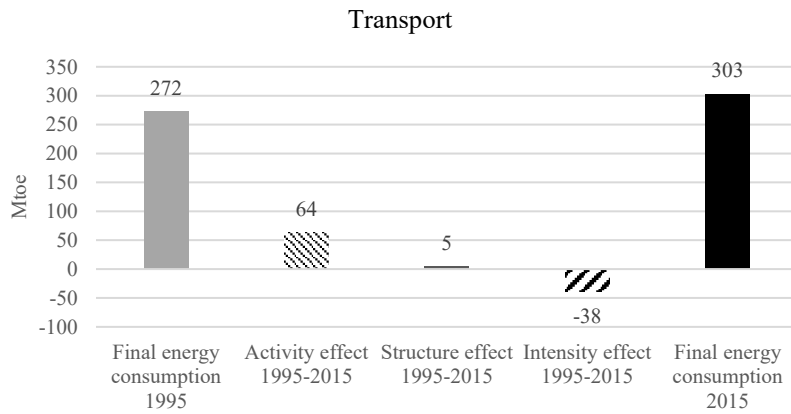 Transport
350
300
250
200
150
100
50
0
-50
-100
Mtoe
272
64
5
-38
303
Final energy
consumption
1995
Activity effect
1995-2015
Structure effect
1995-2015
Intensity effect
1995-2015
Final energy
consumption
2015